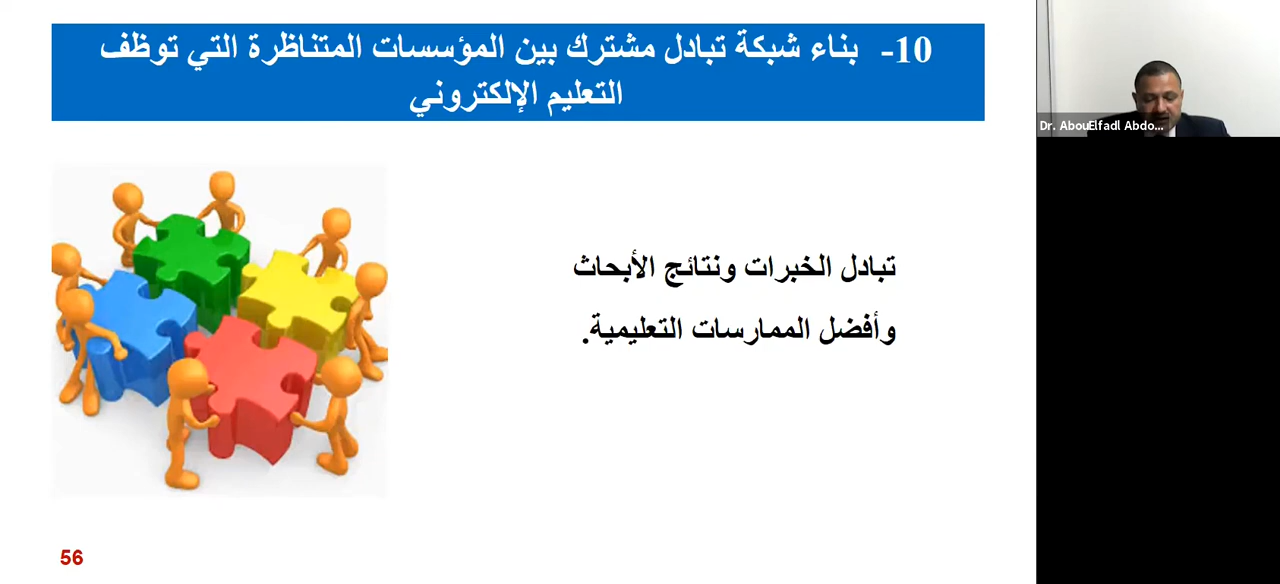 10- بناء شبكة تبادل مشترك بين المؤسسات المتناظرة التي توظف
التعليم الإلكتروني
تبادل الخبرات ونتائج الأبحاث
وأفضل الممارسات التعليمية.
56
Dr. AbouElfadl Abdo...